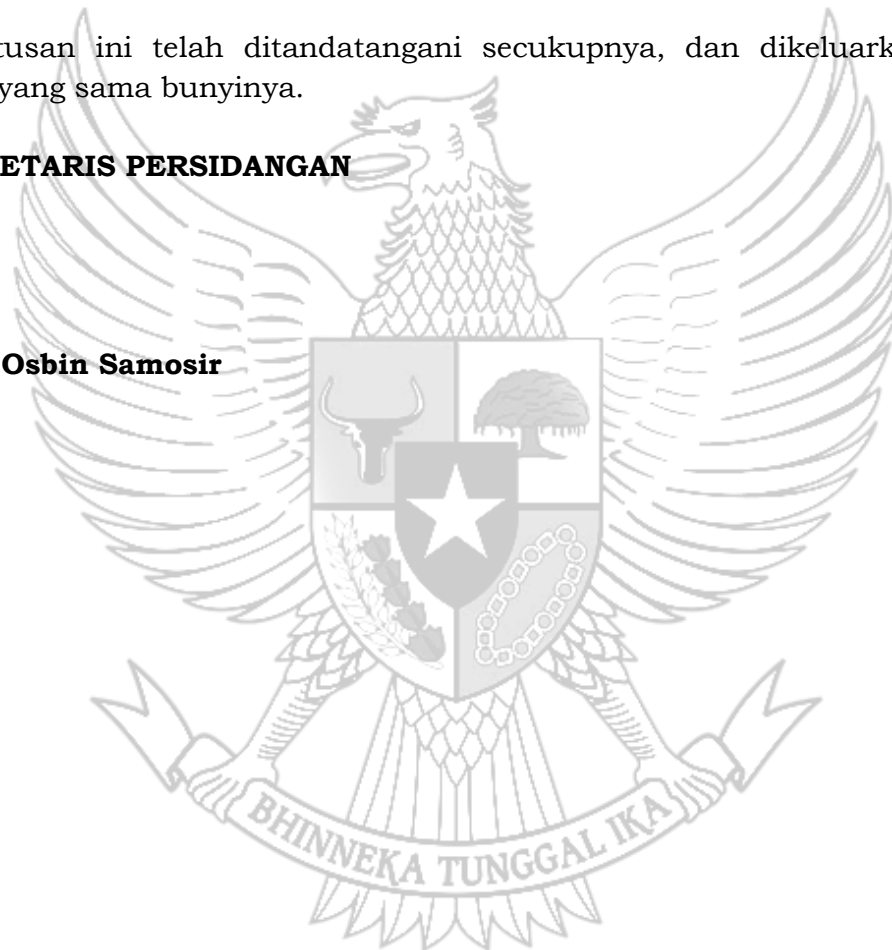 tusan ini telah ditandatangani secukupnya, dan dikeluark
yang sama bunyinya.
ETARIS PERSIDANGAN
Osbin Samosir
BHINNEKA TUNGGAL IKA